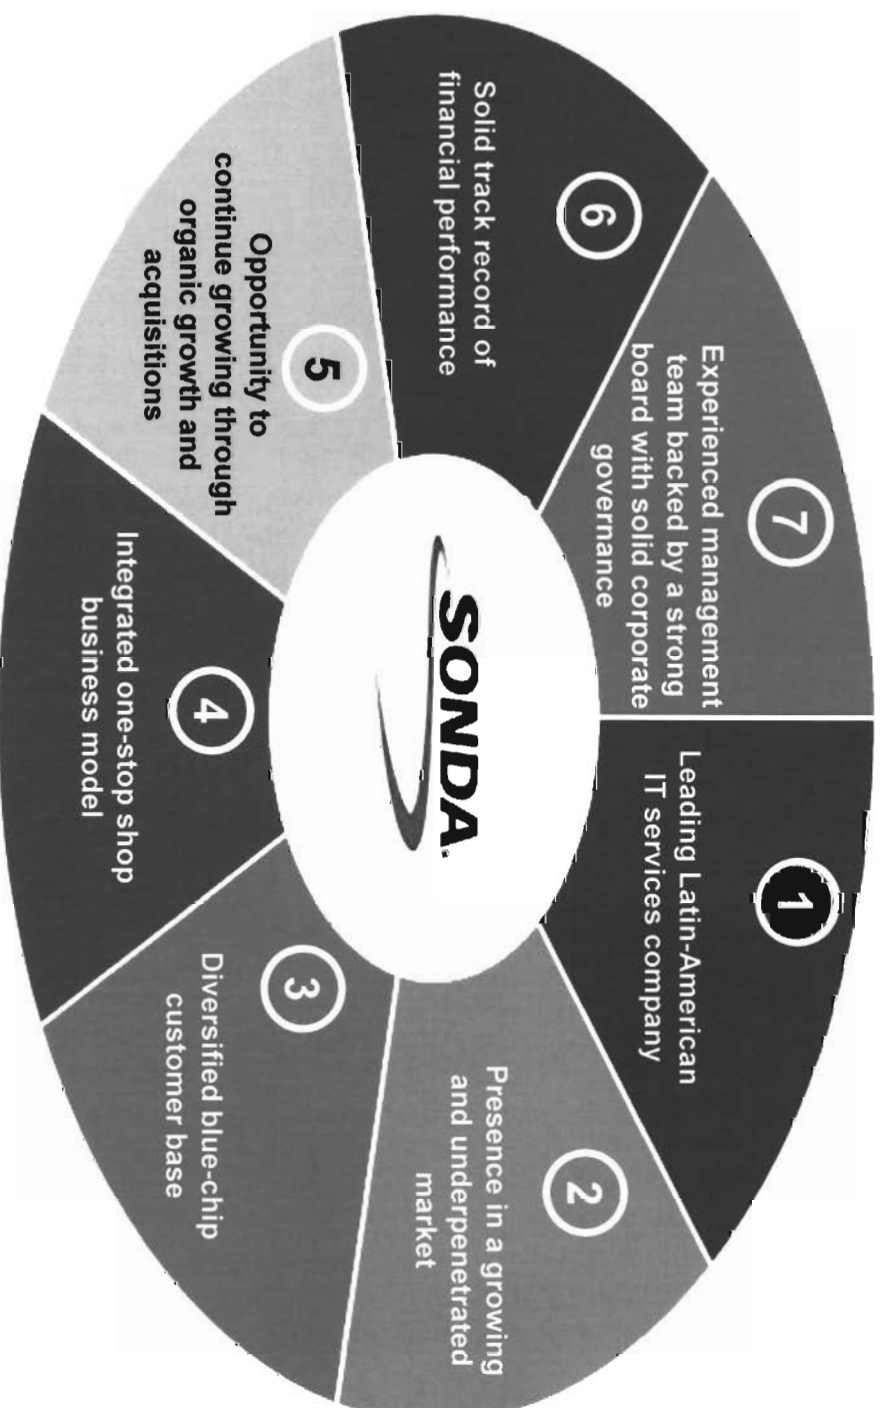 SONDA
1
Leading Latin-American
IT services company
2
Presence in a growing
and underpenetrated
market
3
Diversified blue-chip
customer base
4
Integrated one-stop shop
business model
5
Opportunity to
continue growing through
organic growth and
acquisitions
6
Solid track record of
financial performance
7
Experienced management
team backed by a strong
board with solid corporate
governance